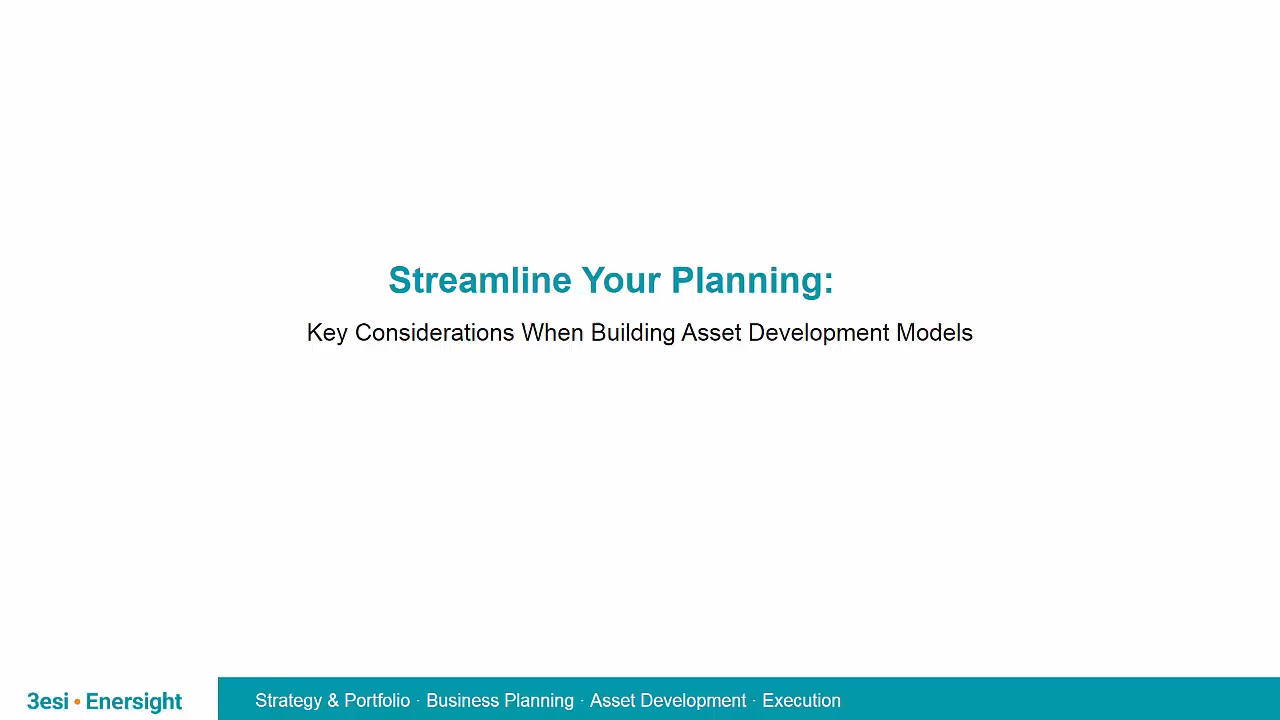 Streamline Your Planning:
Key Considerations When Building Asset Development Models
3esi • Enersight
Strategy & Portfolio · Business Planning · Asset Development · Execution